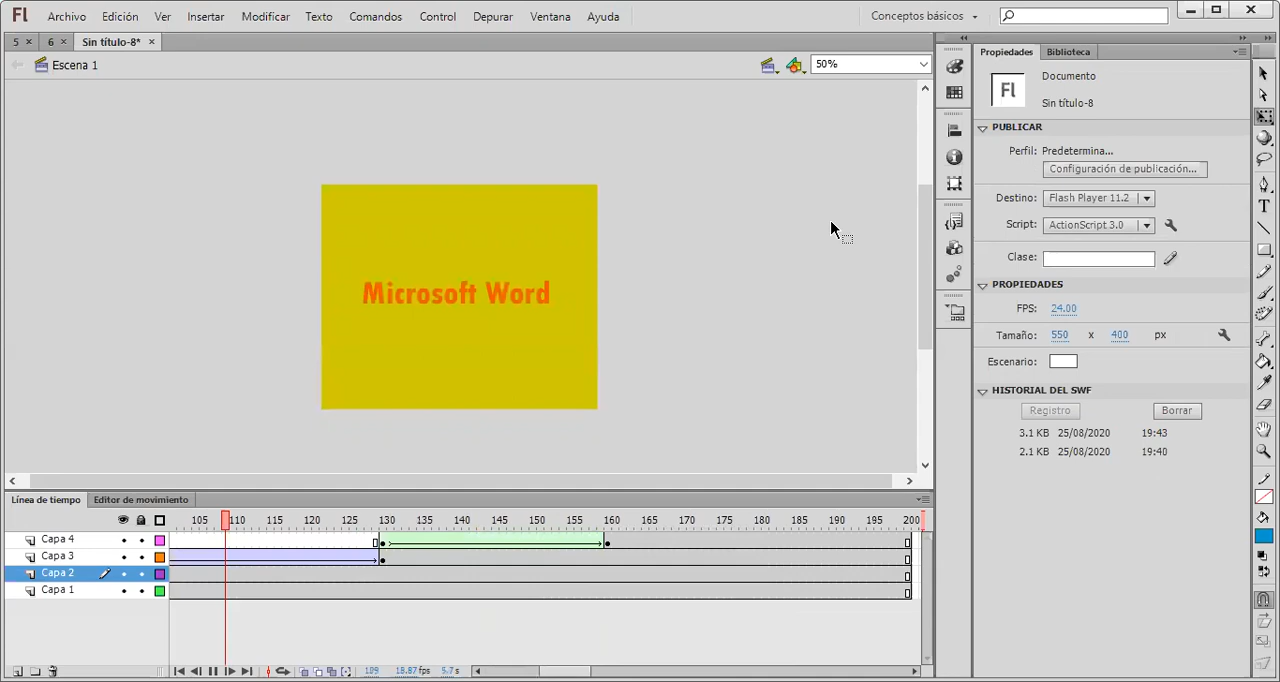 Fl Archivo Edición Ver Insertar Modificar Texto Comandos Control Depurar Ventana Ayuda Conceptos básicos
5 6 Sin título-8*
Escena 1 50%
Microsoft Word
Propiedades Biblioteca
Fl Documento
Sin título-8
PUBLICAR
Perfil: Predetermina...
Configuración de publicación...
Destino: Flash Player 11.2
Script: ActionScript 3.0
Clase:
PROPIEDADES
FPS: 24.00
Tamaño: 550 x 400 px
Escenario:
HISTORIAL DEL SWF
Registro Borrar
3.1 KB 25/08/2020 19:43
2.1 KB 25/08/2020 19:40
Línea de tiempo Editor de movimiento
105 110 115 120 125 130 135 140 145 150 155 160 165 170 175 180 185 190 195 200
Capa 4
Capa 3
Capa 2
Capa 1
109 18.87 fps 5.7 s